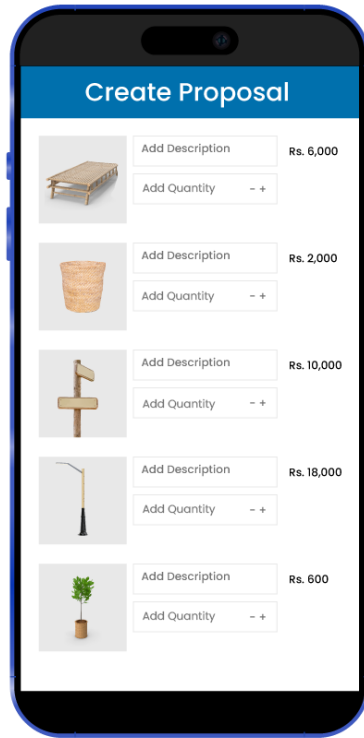 Create Proposal
Add Description
Rs. 6,000
Add Quantity - +
Add Description
Rs. 2,000
Add Quantity - +
Add Description
Rs. 10,000
Add Quantity - +
Add Description
Rs. 18,000
Add Quantity - +
Add Description
Rs. 600
Add Quantity - +